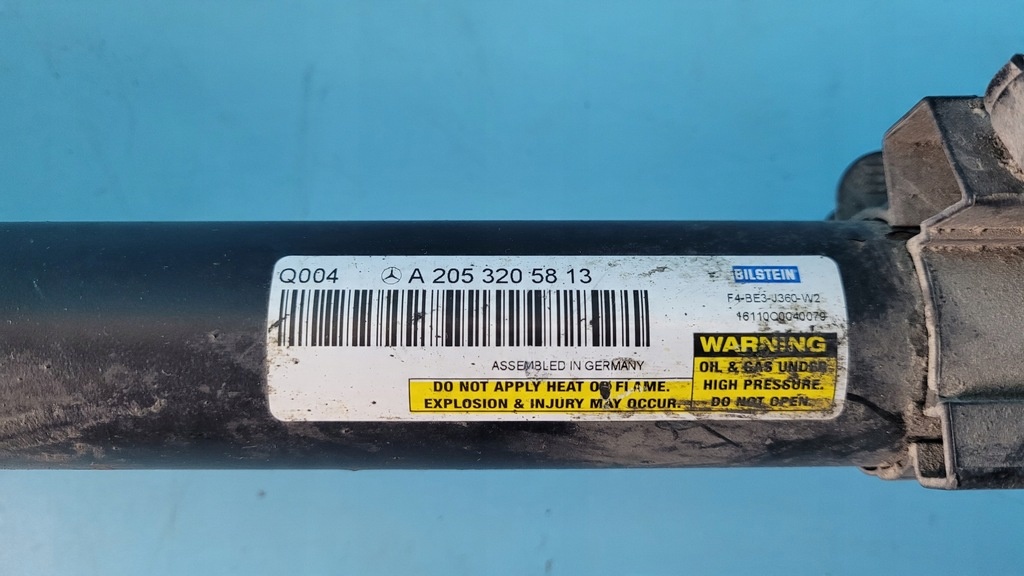 Q004 A 205 320 58 13
BILSTEIN
F4-BE3-J360-W2
16110Q0040079
ASSEMBLED IN GERMANY
WARNING
OIL & GAS UNDER
HIGH PRESSURE.
DO NOT OPEN.
DO NOT APPLY HEAT OR FLAME.
EXPLOSION & INJURY MAY OCCUR.